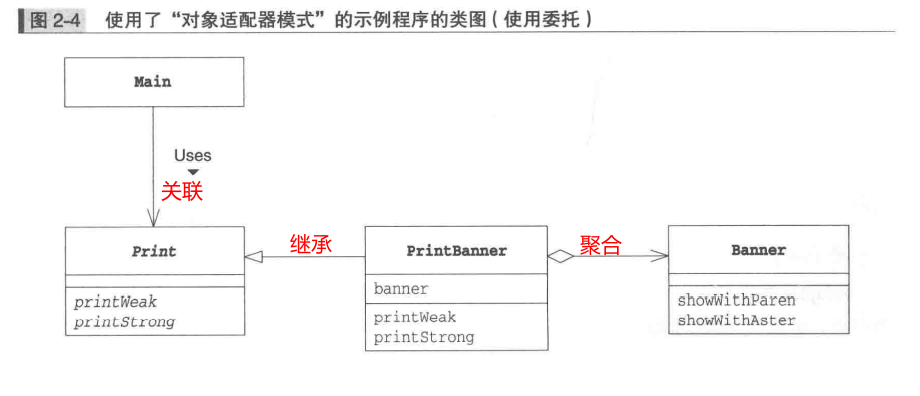 图 2-4 使用了“对象适配器模式”的示例程序的类图（使用委托）
Main
Uses
关联
Print
printWeak
printStrong
继承
PrintBanner
banner
printWeak
printStrong
聚合
Banner
showWithParen
showWithAster